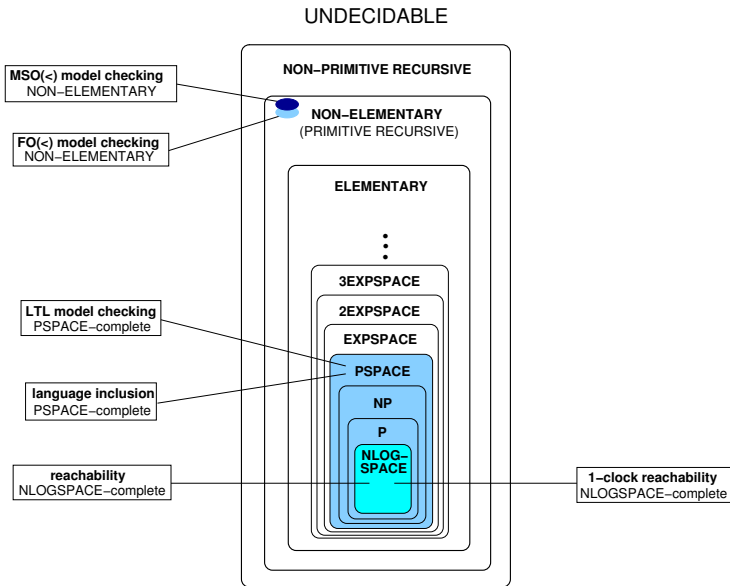 UNDECIDABLE
NON−PRIMITIVE RECURSIVE
MSO(<) model checking
NON−ELEMENTARY
NON−ELEMENTARY
(PRIMITIVE RECURSIVE)
FO(<) model checking
NON−ELEMENTARY
ELEMENTARY
3EXPSPACE
2EXPSPACE
EXPSPACE
LTL model checking
PSPACE−complete
PSPACE
language inclusion
PSPACE−complete
NP
P
NLOG−
SPACE
reachability
NLOGSPACE−complete
1−clock reachability
NLOGSPACE−complete